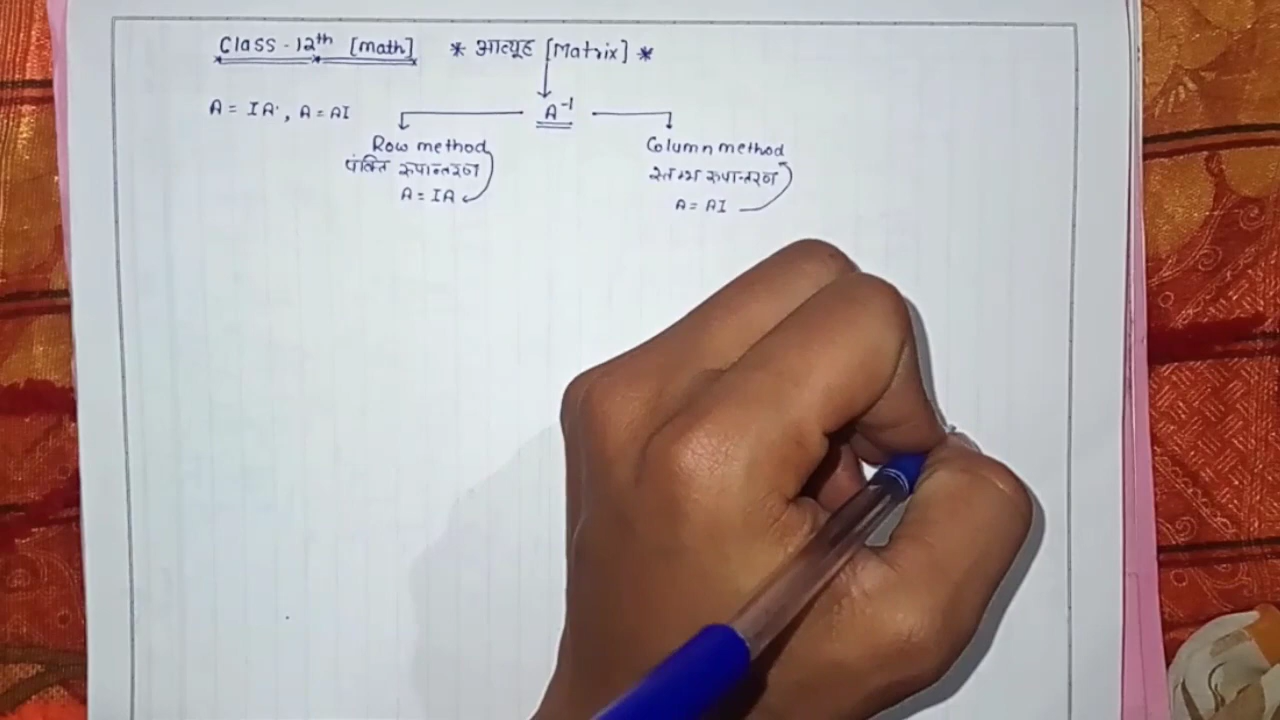 Class - 12th [math] * आव्यूह [Matrix] *
A = IA, A = AI
A⁻¹
Row method
पंक्ति रूपान्तरण
A = IA
Column method
स्तम्भ रूपान्तरण
A = AI